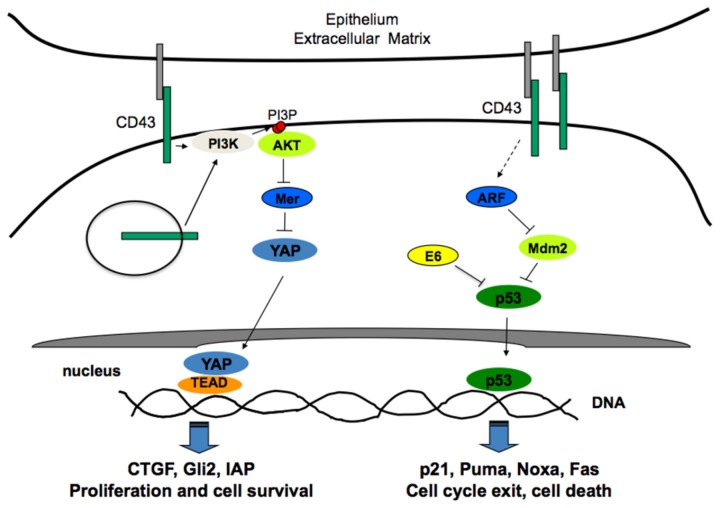 Epithelium
Extracellular Matrix
CD43
PI3P
PI3K
AKT
Mer
YAP
CD43
ARF
Mdm2
E6
p53
nucleus
YAP
TEAD
p53
DNA
CTGF, Gli2, IAP
Proliferation and cell survival
p21, Puma, Noxa, Fas
Cell cycle exit, cell death